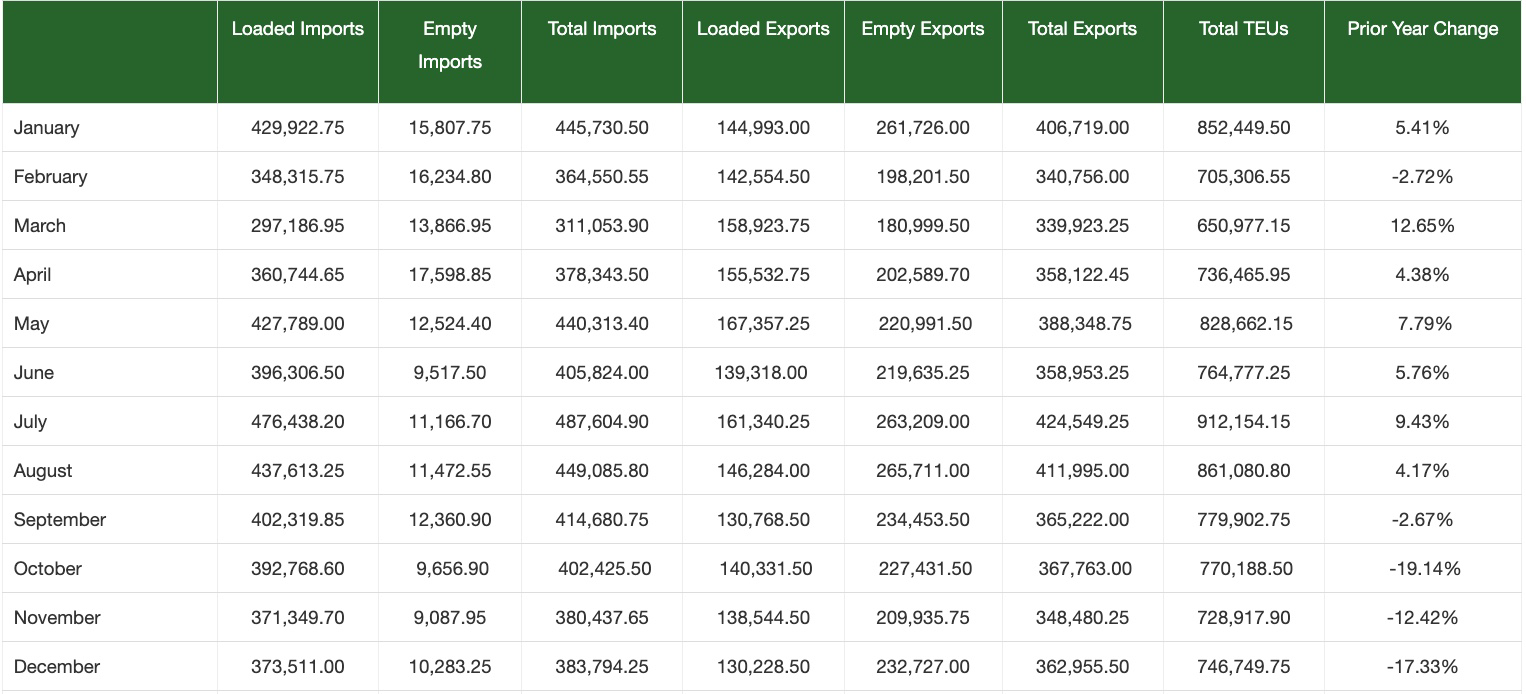 Loaded Imports Empty Imports Total Imports Loaded Exports Empty Exports Total Exports Total TEUs Prior Year Change
January 429,922.75 15,807.75 445,730.50 144,993.00 261,726.00 406,719.00 852,449.50 5.41%
February 348,315.75 16,234.80 364,550.55 142,554.50 198,201.50 340,756.00 705,306.55 -2.72%
March 297,186.95 13,866.95 311,053.90 158,923.75 180,999.50 339,923.25 650,977.15 12.65%
April 360,744.65 17,598.85 378,343.50 155,532.75 202,589.70 358,122.45 736,465.95 4.38%
May 427,789.00 12,524.40 440,313.40 167,357.25 220,991.50 388,348.75 828,662.15 7.79%
June 396,306.50 9,517.50 405,824.00 139,318.00 219,635.25 358,953.25 764,777.25 5.76%
July 476,438.20 11,166.70 487,604.90 161,340.25 263,209.00 424,549.25 912,154.15 9.43%
August 437,613.25 11,472.55 449,085.80 146,284.00 265,711.00 411,995.00 861,080.80 4.17%
September 402,319.85 12,360.90 414,680.75 130,768.50 234,453.50 365,222.00 779,902.75 -2.67%
October 392,768.60 9,656.90 402,425.50 140,331.50 227,431.50 367,763.00 770,188.50 -19.14%
November 371,349.70 9,087.95 380,437.65 138,544.50 209,935.75 348,480.25 728,917.90 -12.42%
December 373,511.00 10,283.25 383,794.25 130,228.50 232,727.00 362,955.50 746,749.75 -17.33%